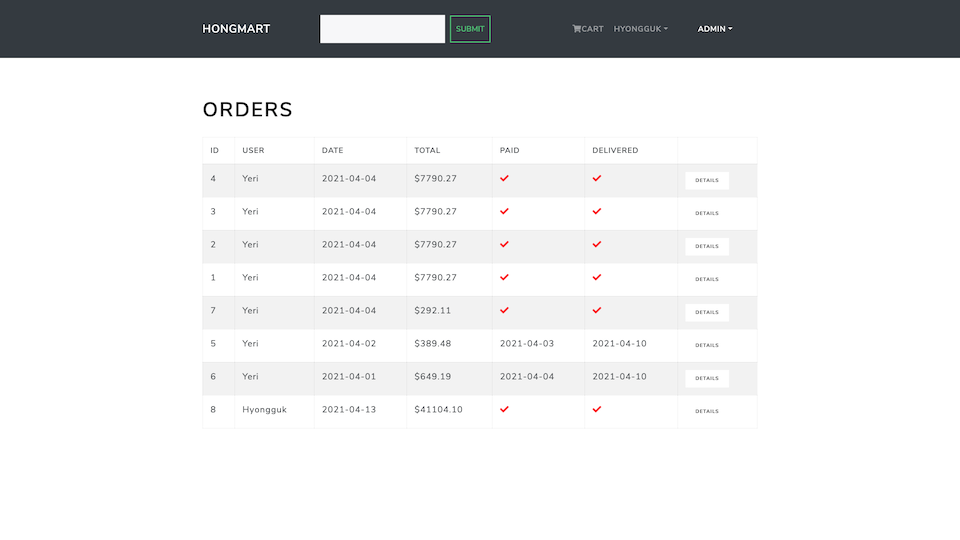 HONGMART SUBMIT CART HYONGGUK ADMIN
ORDERS
ID USER DATE TOTAL PAID DELIVERED
4 Yeri 2021-04-04 $7790.27 DETAILS
3 Yeri 2021-04-04 $7790.27 DETAILS
2 Yeri 2021-04-04 $7790.27 DETAILS
1 Yeri 2021-04-04 $7790.27 DETAILS
7 Yeri 2021-04-04 $292.11 DETAILS
5 Yeri 2021-04-02 $389.48 2021-04-03 2021-04-10 DETAILS
6 Yeri 2021-04-01 $649.19 2021-04-04 2021-04-10 DETAILS
8 Hyongguk 2021-04-13 $41104.10 DETAILS